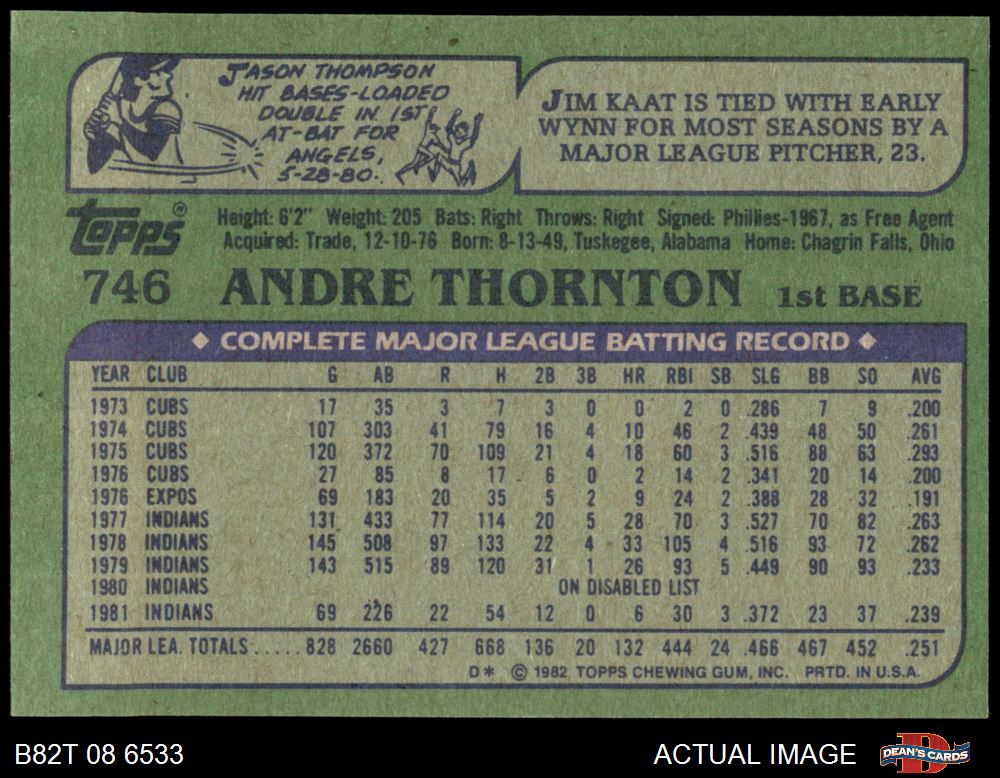 JASON THOMPSON
HIT BASES-LOADED
DOUBLE IN 1ST
AT-BAT FOR
ANGELS,
5-28-80.
JIM KAAT IS TIED WITH EARLY
WYNN FOR MOST SEASONS BY A
MAJOR LEAGUE PITCHER, 23.
Topps®
Height: 6'2" Weight: 205 Bats: Right Throws: Right Signed: Phillies-1967, as Free Agent
Acquired: Trade, 12-10-76 Born: 8-13-49, Tuskegee, Alabama Home: Chagrin Falls, Ohio
746 ANDRE THORNTON 1st BASE
◆ COMPLETE MAJOR LEAGUE BATTING RECORD ◆
YEAR CLUB G AB R H 2B 3B HR RBI SB SLG BB SO AVG
1973 CUBS 17 35 3 7 3 0 0 2 0 .286 7 9 .200
1974 CUBS 107 303 41 79 16 4 10 46 2 .439 48 50 .261
1975 CUBS 120 372 70 109 21 4 18 60 3 .516 88 63 .293
1976 CUBS 27 85 8 17 6 0 2 14 2 .341 20 14 .200
1976 EXPOS 69 183 20 35 5 2 9 24 2 .388 28 32 .191
1977 INDIANS 131 433 77 114 20 5 28 70 3 .527 70 82 .263
1978 INDIANS 145 508 97 133 22 4 33 105 4 .516 93 72 .262
1979 INDIANS 143 515 89 120 31 1 26 93 5 .449 90 93 .233
1980 INDIANS ON DISABLED LIST
1981 INDIANS 69 226 22 54 12 0 6 30 3 .372 23 37 .239
MAJOR LEA. TOTALS..... 828 2660 427 668 136 20 132 444 24 .466 467 452 .251
D* © 1982 TOPPS CHEWING GUM, INC. PRTD. IN U.S.A.
B82T 08 6533 ACTUAL IMAGE D DEAN'S CARDS